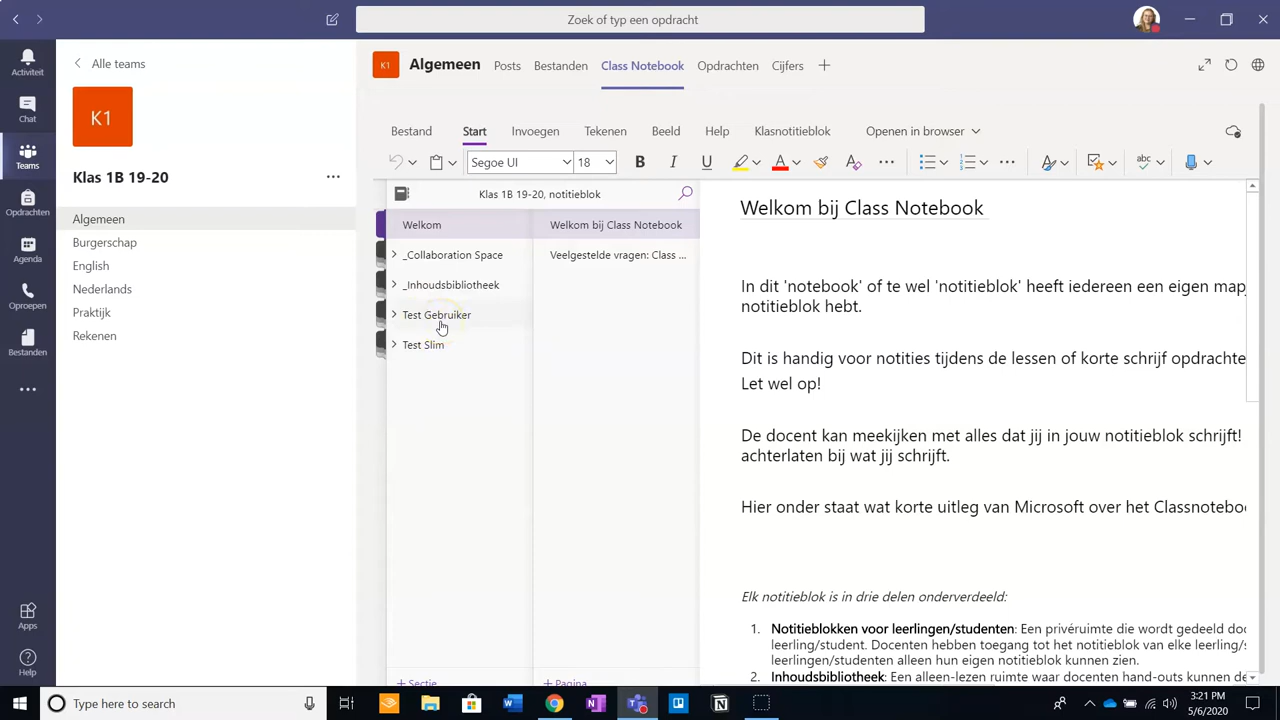 Zoek of typ een opdracht
Activiteit
Chat
Teams
Opdrachten
Agenda
Oproepen
Bestanden
Apps
Help
Alle teams
K1
Klas 1B 19-20
Algemeen
Burgerschap
English
Nederlands
Praktijk
Rekenen
K1 Algemeen Posts Bestanden Class Notebook Opdrachten Cijfers
Bestand Start Invoegen Tekenen Beeld Help Klasnotitieblok Openen in browser
Segoe UI 18 B I U A A abc
Klas 1B 19-20, notitieblok
Welkom
_Collaboration Space
_Inhoudsbibliotheek
Test Gebruiker
Test Slim
+ Sectie
Welkom bij Class Notebook
Veelgestelde vragen: Class ...
+ Pagina
Welkom bij Class Notebook
In dit 'notebook' of te wel 'notitieblok' heeft iedereen een eigen map
notitieblok hebt.
Dit is handig voor notities tijdens de lessen of korte schrijf opdrachte
Let wel op!
De docent kan meekijken met alles dat jij in jouw notitieblok schrijft!
achterlaten bij wat jij schrijft.
Hier onder staat wat korte uitleg van Microsoft over het Classnoteboo
Elk notitieblok is in drie delen onderverdeeld:
1. Notitieblokken voor leerlingen/studenten: Een privéruimte die wordt gedeeld doc
leerling/student. Docenten hebben toegang tot het notitieblok van elke leerling/s
leerlingen/studenten alleen hun eigen notitieblok kunnen zien.
2. Inhoudsbibliotheek: Een alleen-lezen ruimte waar docenten hand-outs kunnen de
Type here to search
3:21 PM
5/6/2020